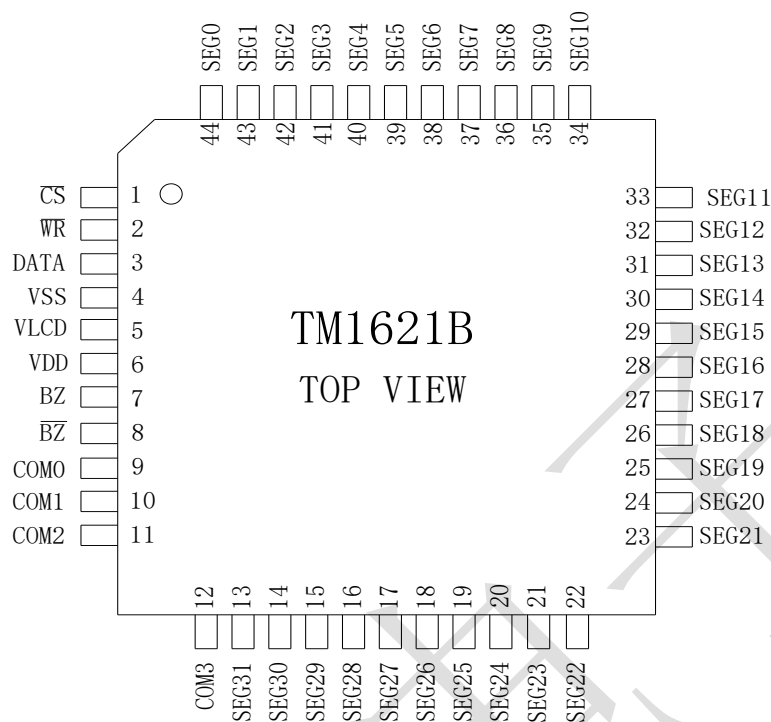 SEG0 SEG1 SEG2 SEG3 SEG4 SEG5 SEG6 SEG7 SEG8 SEG9 SEG10
44 43 42 41 40 39 38 37 36 35 34
C̅S̅ 1
W̅R̅ 2
DATA 3
VSS 4
VLCD 5
VDD 6
BZ 7
B̅Z̅ 8
COM0 9
COM1 10
COM2 11
TM1621B
TOP VIEW
33 SEG11
32 SEG12
31 SEG13
30 SEG14
29 SEG15
28 SEG16
27 SEG17
26 SEG18
25 SEG19
24 SEG20
23 SEG21
12 13 14 15 16 17 18 19 20 21 22
COM3 SEG31 SEG30 SEG29 SEG28 SEG27 SEG26 SEG25 SEG24 SEG23 SEG22